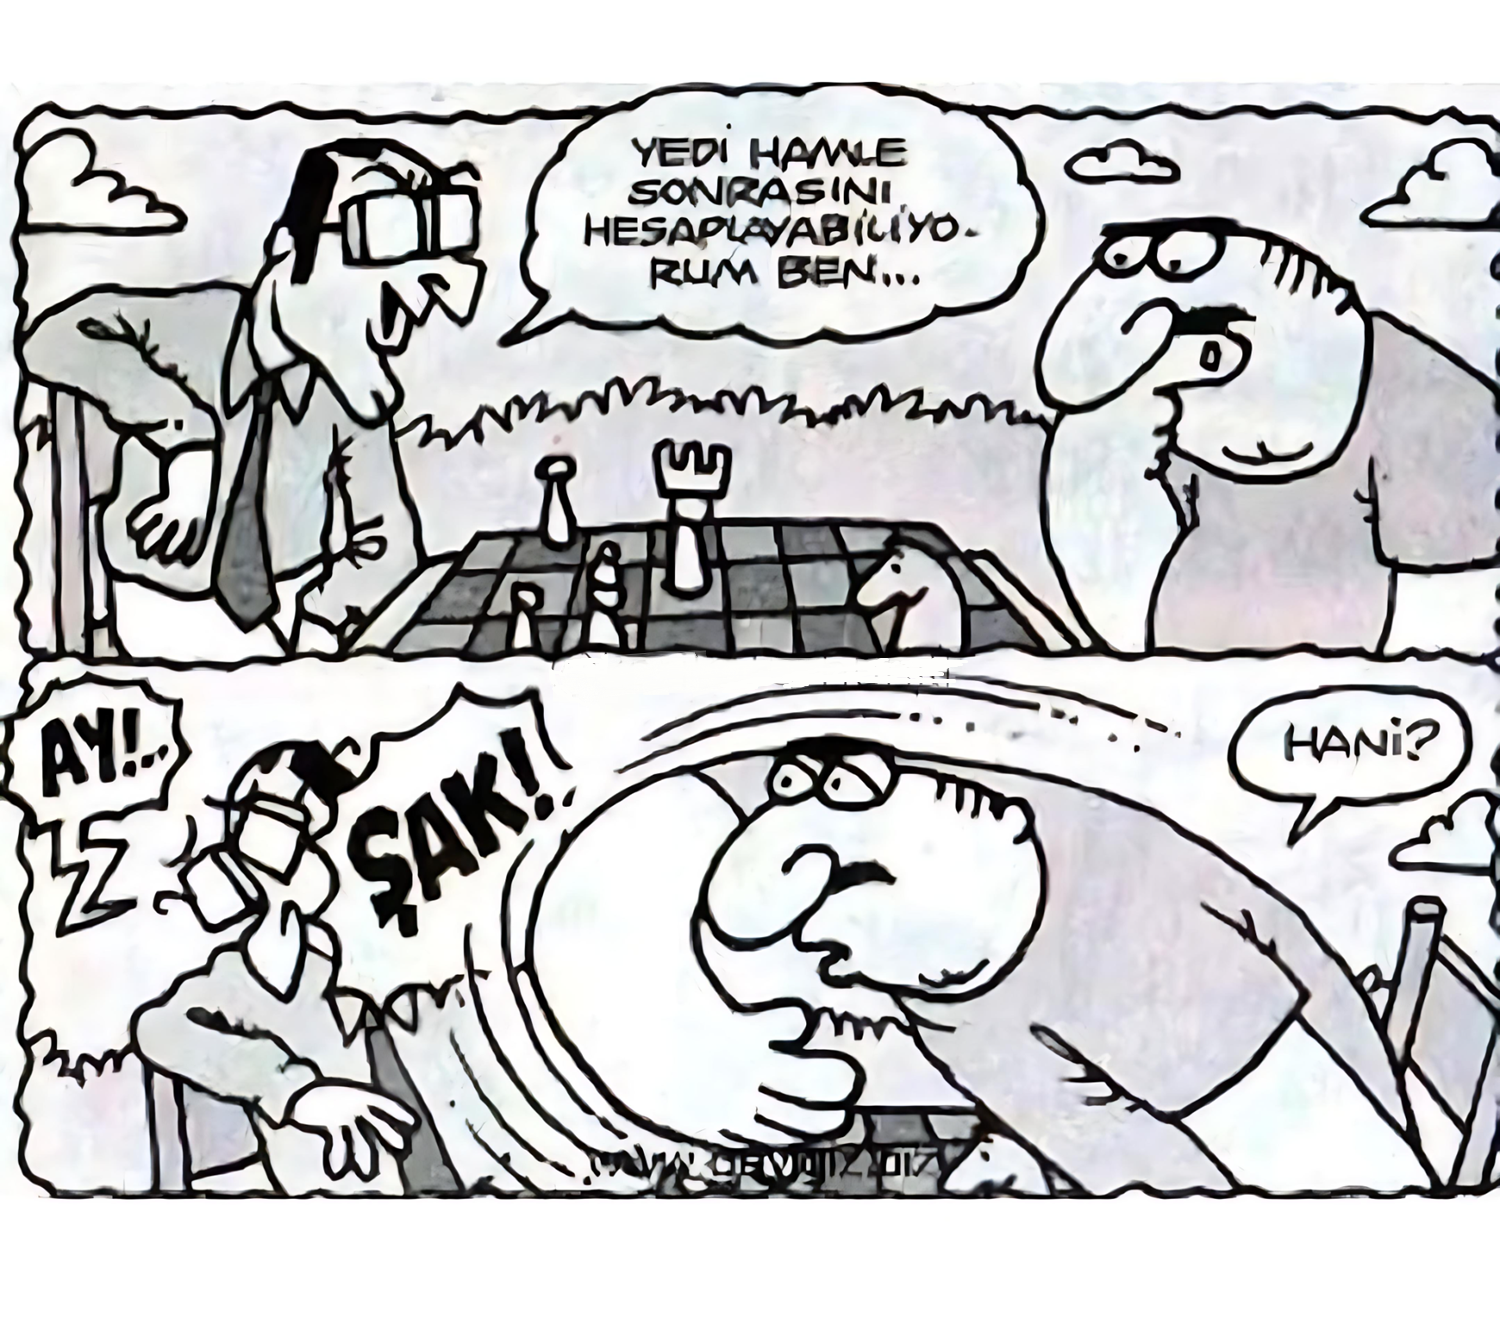 YEDİ HAMLE
SONRASINI
HESAPLAYABİLİYO-
RUM BEN...
AY!..
ŞAK!
HANİ?